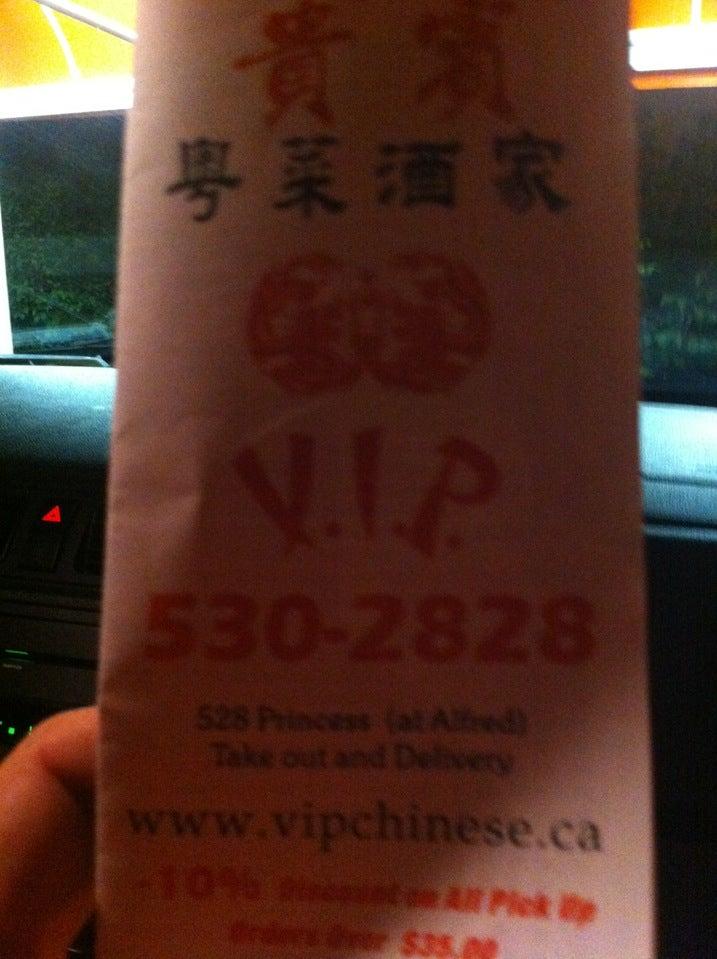 貴賓
粤菜酒家
V.I.P.
530-2828
528 Princess (at Alfred)
Take out and Delivery
www.vipchinese.ca
-10% Discount on All Pick Up
Orders Over $35.00